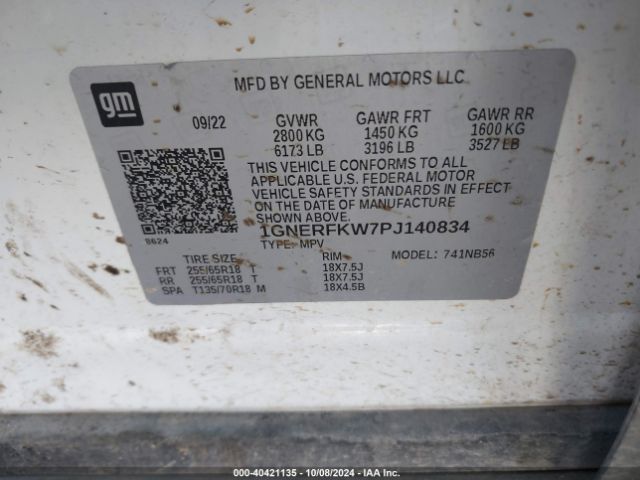 gm
MFD BY GENERAL MOTORS LLC
09/22 GVWR GAWR FRT GAWR RR
2800 KG 1450 KG 1600 KG
6173 LB 3196 LB 3527 LB
THIS VEHICLE CONFORMS TO ALL
APPLICABLE U.S. FEDERAL MOTOR
VEHICLE SAFETY STANDARDS IN EFFECT
ON THE DATE OF MANUFACTURE
SHOWN ABOVE.
8624 1GNERFKW7PJ140834
TYPE: MPV MODEL: 741NB56
TIRE SIZE RIM
FRT 255/65R18 T 18X7.5J
RR 255/65R18 T 18X7.5J
SPA T135/70R18 M 18X4.5B
000-40421135 - 10/08/2024 - IAA Inc.